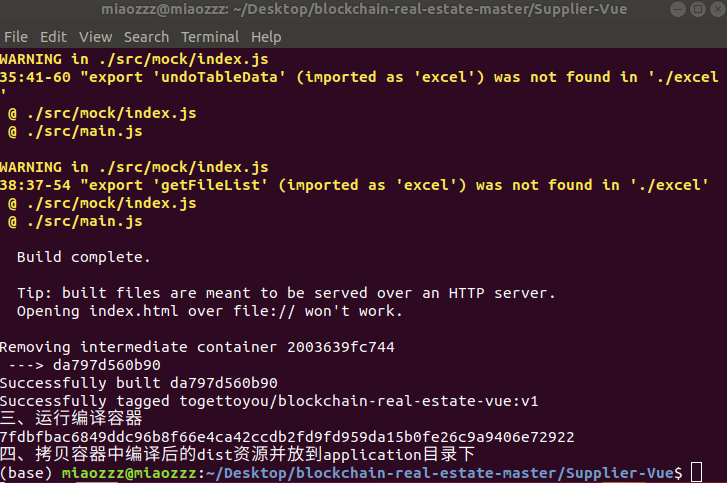 miaozzz@miaozzz: ~/Desktop/blockchain-real-estate-master/Supplier-Vue
File Edit View Search Terminal Help
WARNING in ./src/mock/index.js
35:41-60 "export 'undoTableData' (imported as 'excel') was not found in './excel
'
 @ ./src/mock/index.js
 @ ./src/main.js
WARNING in ./src/mock/index.js
38:37-54 "export 'getFileList' (imported as 'excel') was not found in './excel'
 @ ./src/mock/index.js
 @ ./src/main.js
  Build complete.
  Tip: built files are meant to be served over an HTTP server.
  Opening index.html over file:// won't work.
Removing intermediate container 2003639fc744
 ---> da797d560b90
Successfully built da797d560b90
Successfully tagged togettoyou/blockchain-real-estate-vue:v1
三、运行编译容器
7fdbfbac6849ddc96b8f66e4ca42ccdb2fd9fd959da15b0fe26c9a9406e72922
四、拷贝容器中编译后的dist资源并放到application目录下
(base) miaozzz@miaozzz:~/Desktop/blockchain-real-estate-master/Supplier-Vue$